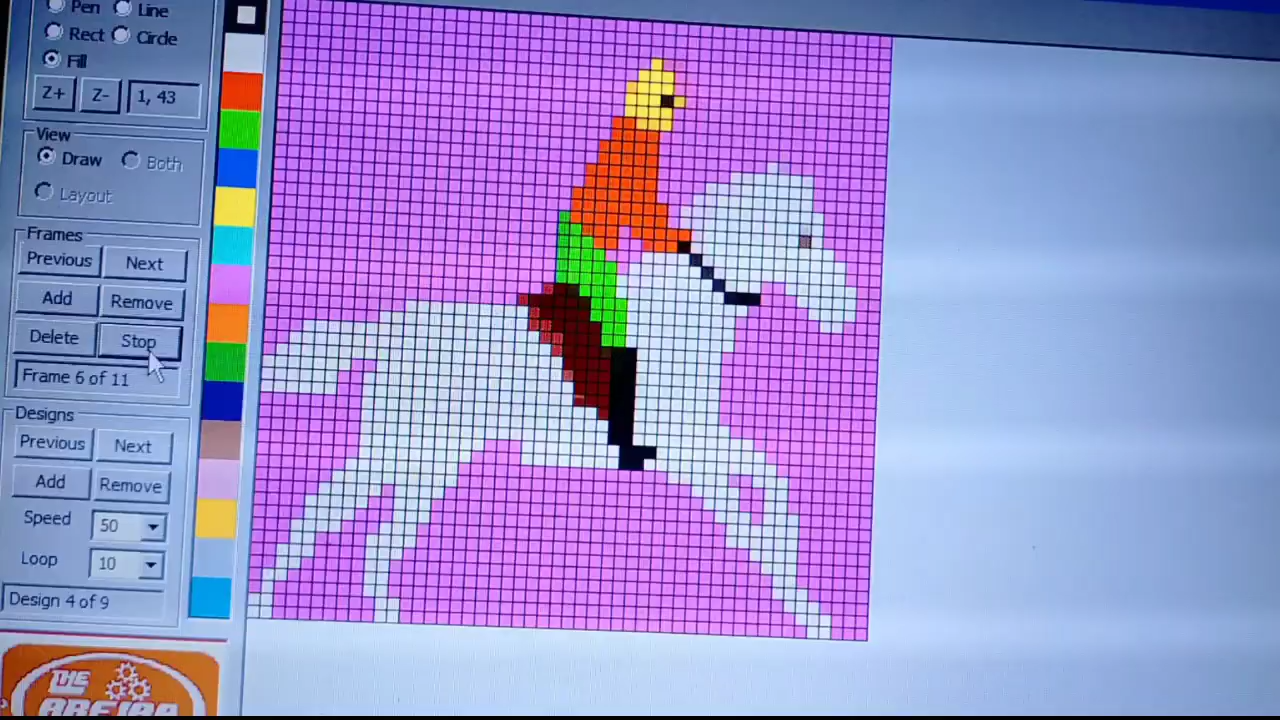 Pen Line
Rect Circle
Fill
Z+ Z- 1, 43
View
Draw Both
Layout
Frames
Previous Next
Add Remove
Delete Stop
Frame 6 of 11
Designs
Previous Next
Add Remove
Speed 50
Loop 10
Design 4 of 9
THE